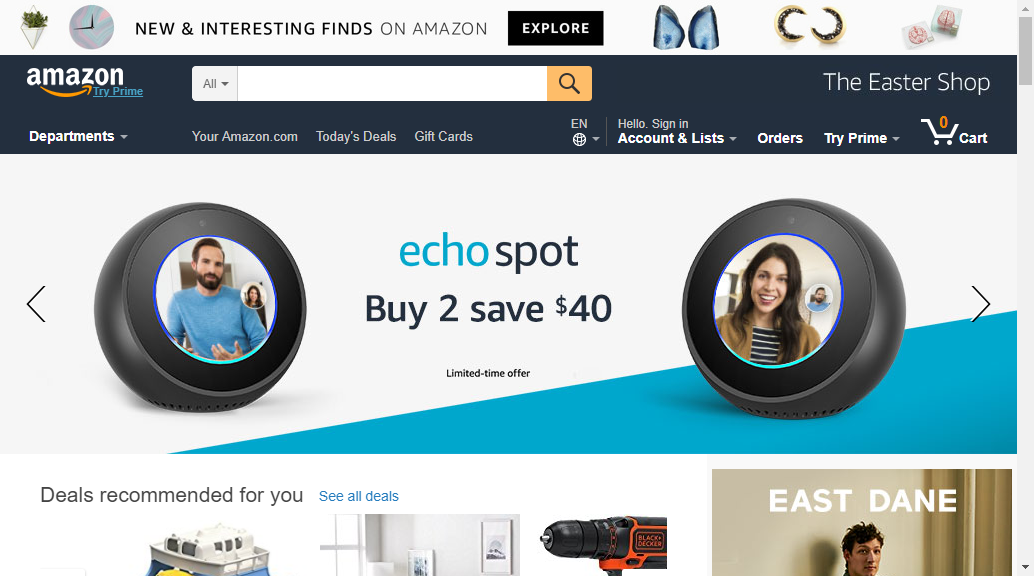 NEW & INTERESTING FINDS ON AMAZON EXPLORE
amazon
Try Prime
All
The Easter Shop
Departments
Your Amazon.com Today's Deals Gift Cards
EN
Hello. Sign in
Account & Lists
Orders
Try Prime
0
Cart
echo spot
Buy 2 save $40
Limited-time offer
Deals recommended for you See all deals
EAST DANE
BLACK+
DECKER